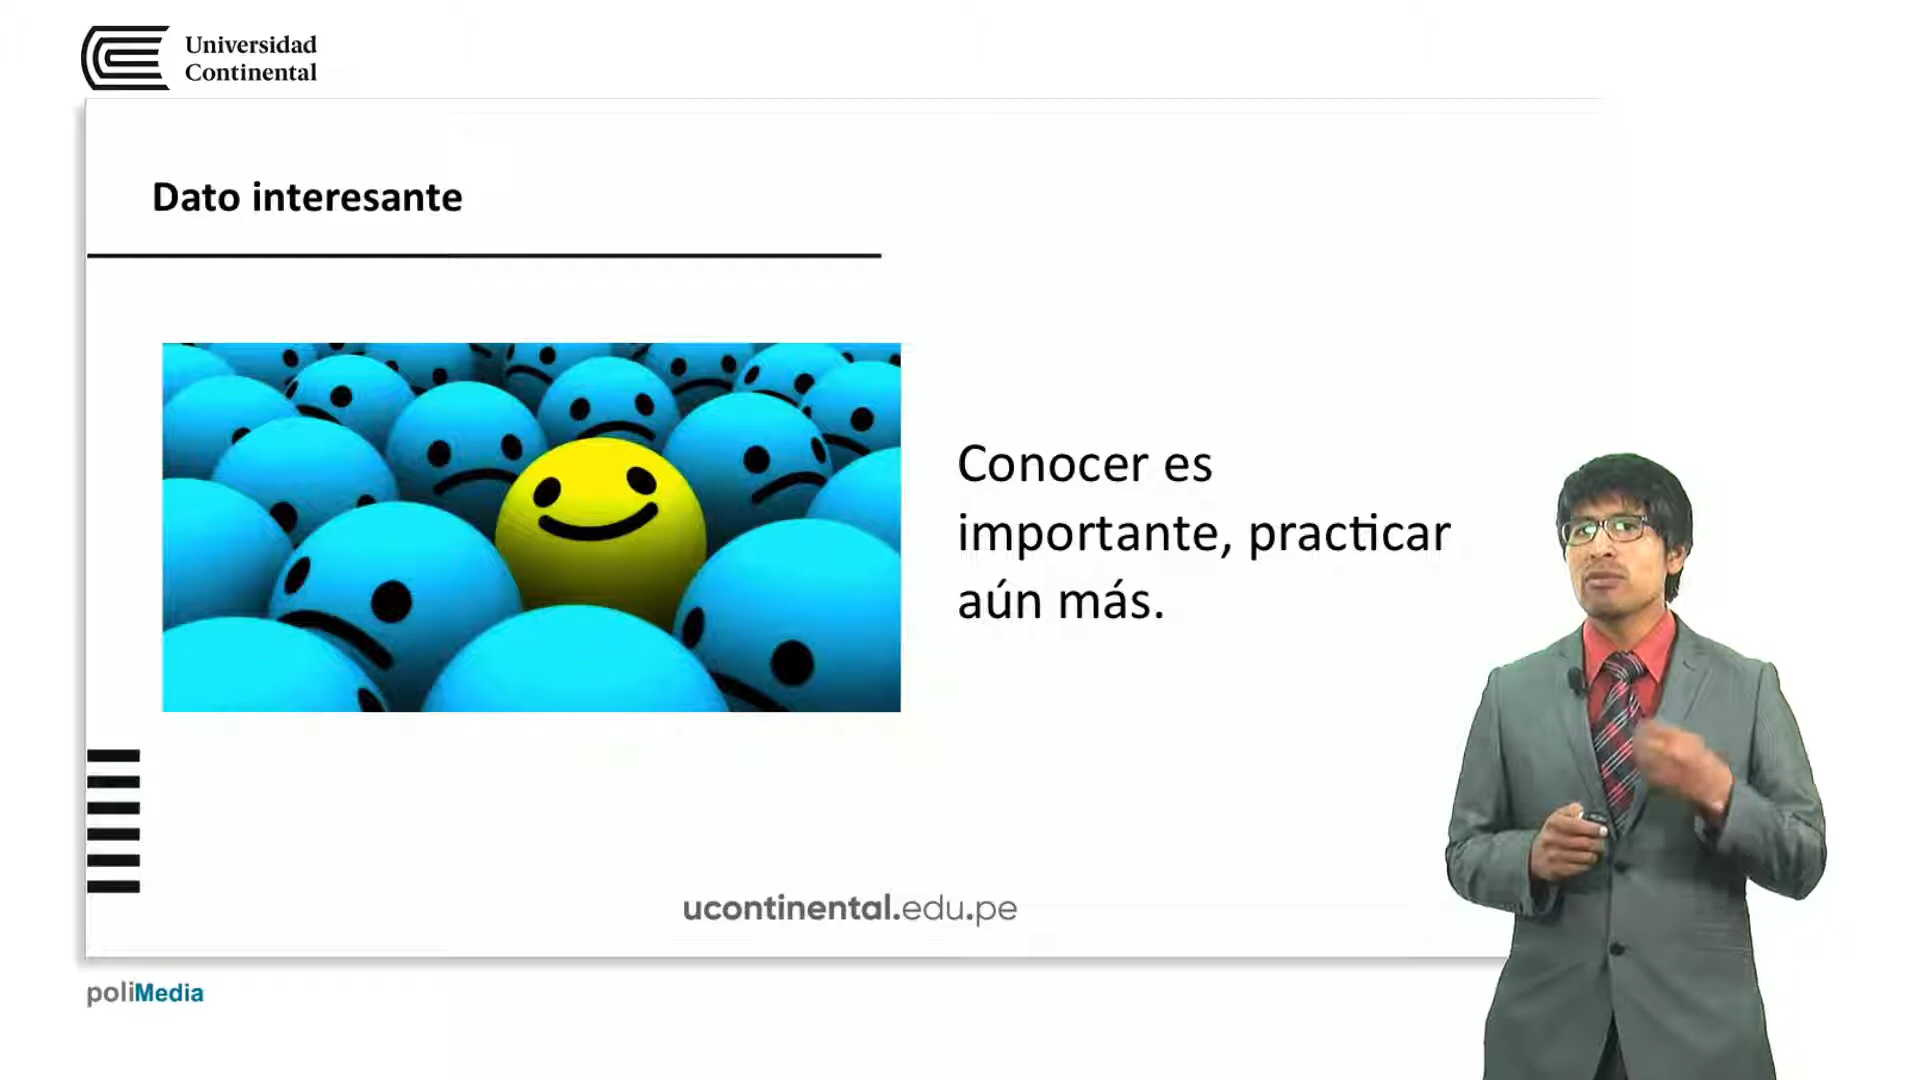 Universidad
Continental
Dato interesante
Conocer es
importante, practicar
aún más.
ucontinental.edu.pe
poliMedia